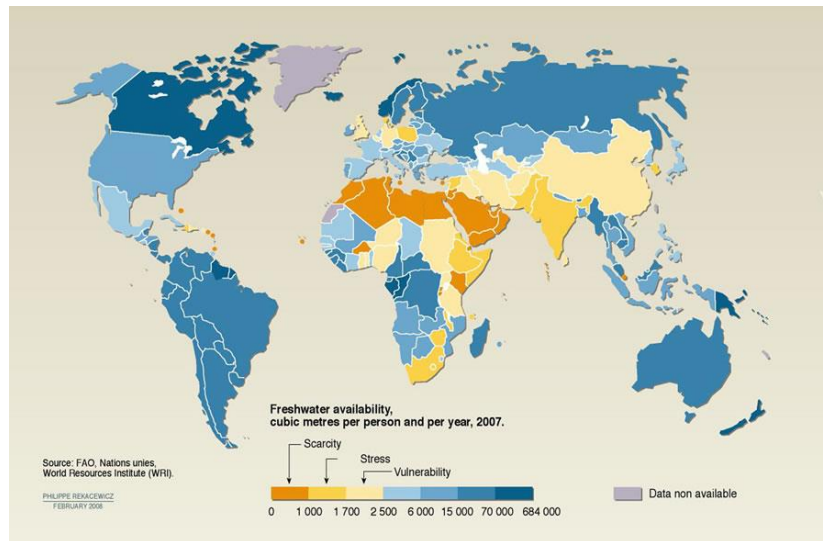 Freshwater availability,
cubic metres per person and per year, 2007.
Scarcity
Stress
Vulnerability
0 1 000 1 700 2 500 6 000 15 000 70 000 684 000
Data non available
Source: FAO, Nations unies,
World Resources Institute (WRI).
PHILIPPE REKACEWICZ
FEBRUARY 2008